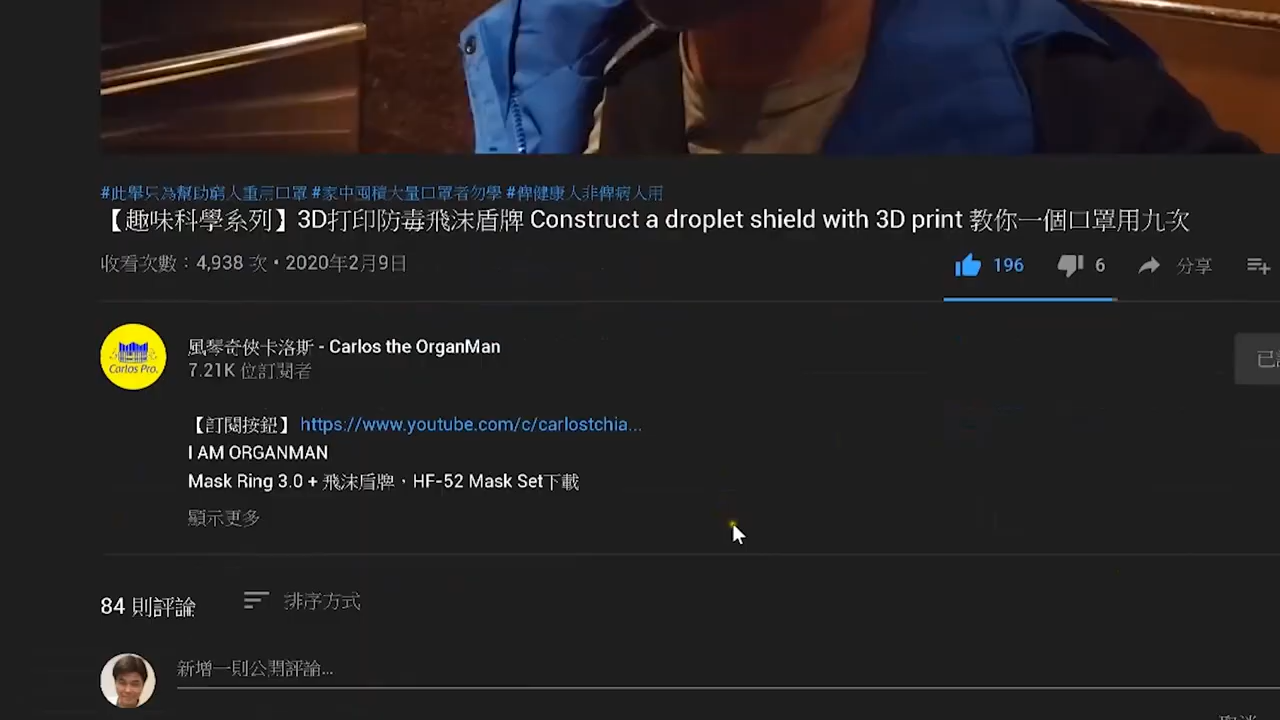 #此舉只為幫助窮人重用口罩 #家中囤積大量口罩者勿學 #俾健康人非俾病人用
【趣味科學系列】3D打印防毒飛沫盾牌 Construct a droplet shield with 3D print 教你一個口罩用九次
收看次數：4,938 次・2020年2月9日
196 6 分享
Carlos Pro.
風琴奇俠卡洛斯 - Carlos the OrganMan
7.21K 位訂閱者
【訂閱按鈕】 https://www.youtube.com/c/carlostchia...
I AM ORGANMAN
Mask Ring 3.0 + 飛沫盾牌，HF-52 Mask Set下載
顯示更多
84 則評論 排序方式
新增一則公開評論...